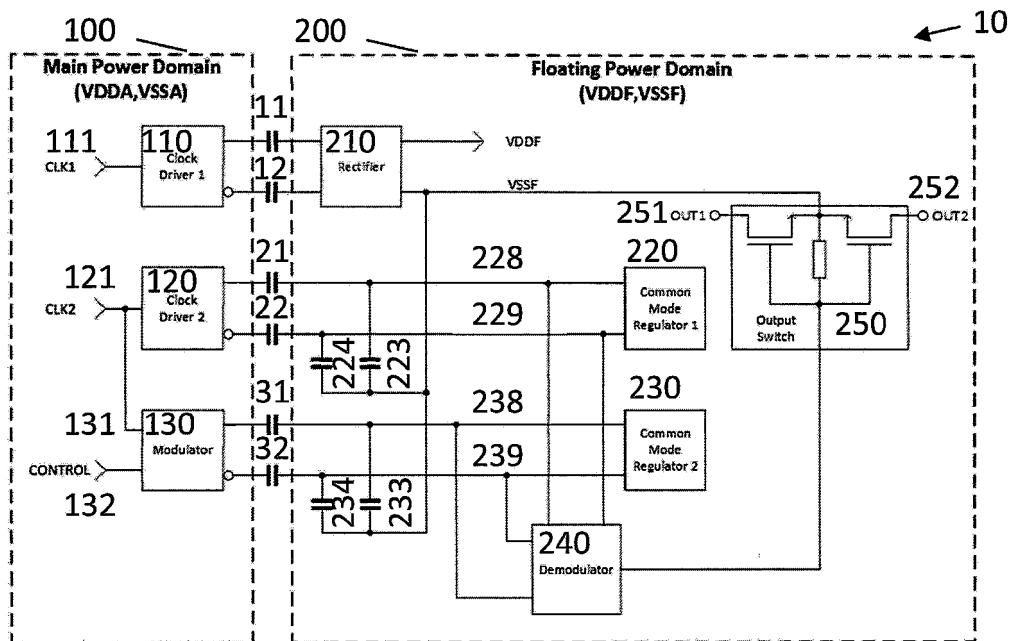 100
200
10
Main Power Domain
(VDDA,VSSA)
Floating Power Domain
(VDDF,VSSF)
11
111
CLK1
110
Clock
Driver 1
12
210
Rectifier
VDDF
VSSF
252
251
OUT1
OUT2
21
228
220
121
CLK2
120
Clock
Driver 2
22
229
Common
Mode
Regulator 1
Output
Switch
250
224
223
31
238
230
131
130
Modulator
32
239
Common
Mode
Regulator 2
CONTROL
132
234
233
240
Demodulator